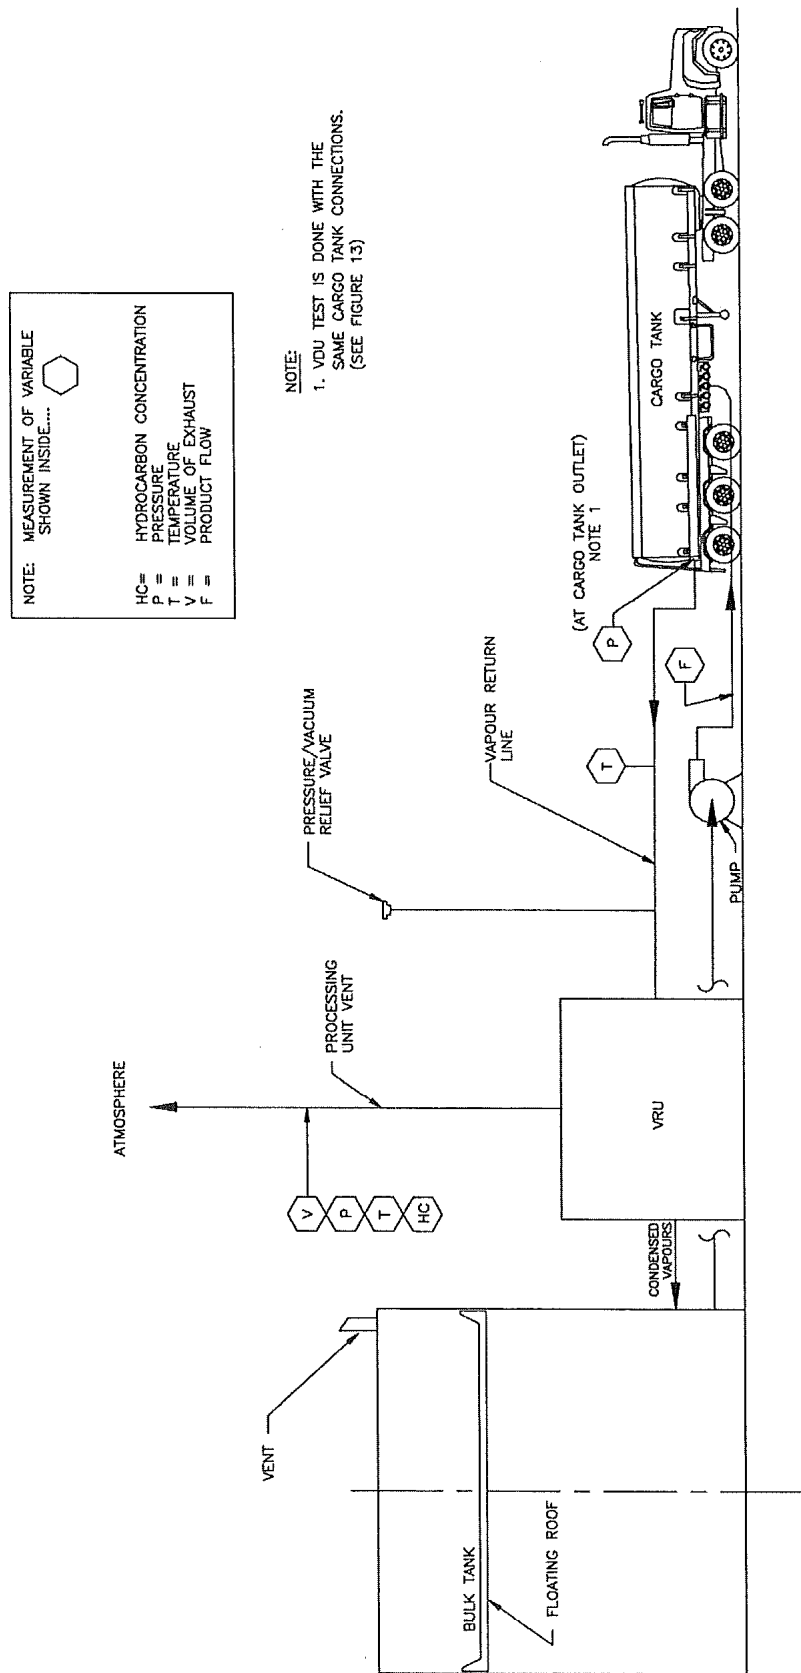 NOTE: MEASUREMENT OF VARIABLE
SHOWN INSIDE....
HC= HYDROCARBON CONCENTRATION
P = PRESSURE
T = TEMPERATURE
V = VOLUME OF EXHAUST
F = PRODUCT FLOW
NOTE:
1. VDU TEST IS DONE WITH THE
SAME CARGO TANK CONNECTIONS.
(SEE FIGURE 13)
ATMOSPHERE
PRESSURE/VACUUM
RELIEF VALVE
PROCESSING
UNIT VENT
VENT
V
P
T
HC
VAPOUR RETURN
LINE
(AT CARGO TANK OUTLET)
NOTE 1
P
T
F
CARGO TANK
BULK TANK
FLOATING ROOF
CONDENSED
VAPOURS
VRU
PUMP